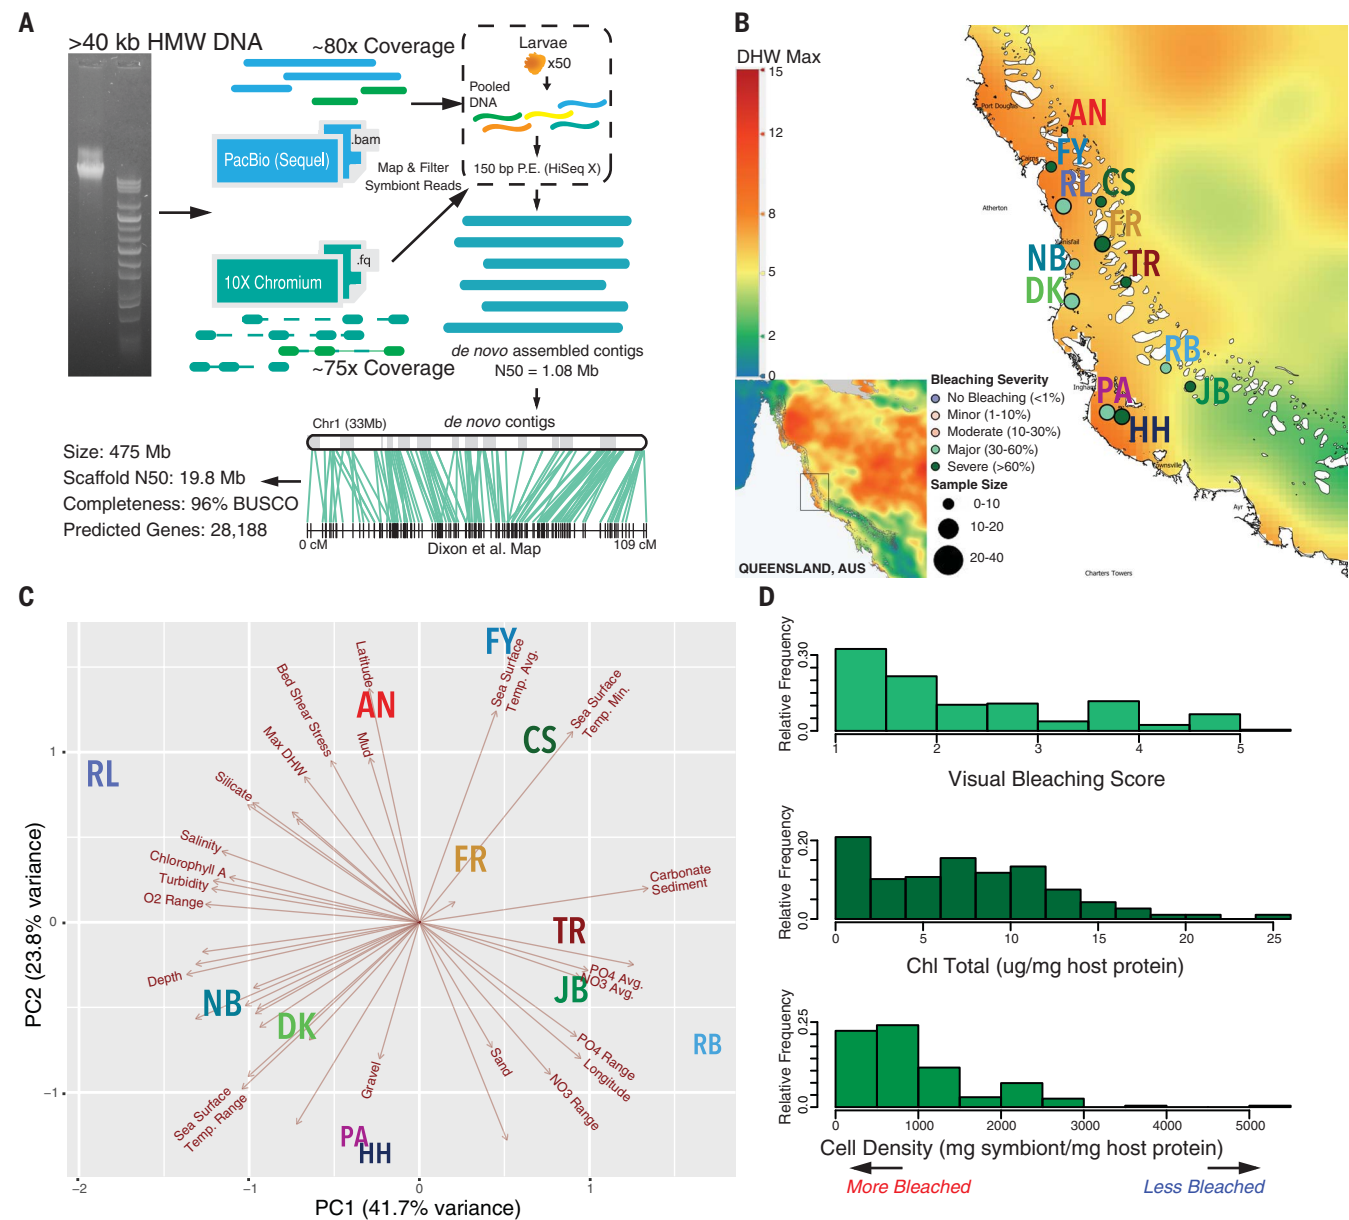 A
>40 kb HMW DNA
~80x Coverage
PacBio (Sequel)
.bam
10X Chromium
.fq
~75x Coverage
Map & Filter
Symbiont Reads
Larvae
x50
Pooled
DNA
150 bp P.E. (HiSeq X)
de novo assembled contigs
N50 = 1.08 Mb
Chr1 (33Mb)
de novo contigs
0 cM
Dixon et al. Map
109 cM
Size: 475 Mb
Scaffold N50: 19.8 Mb
Completeness: 96% BUSCO
Predicted Genes: 28,188
B
DHW Max
15
12
8
5
2
0
QUEENSLAND, AUS
Bleaching Severity
No Bleaching (<1%)
Minor (1-10%)
Moderate (10-30%)
Major (30-60%)
Severe (>60%)
Sample Size
0-10
10-20
20-40
Port Douglas
AN
FY
Cairns
RL
CS
Atherton
FR
Innisfail
NB
TR
DK
RB
Ingham
PA
JB
HH
Townsville
Ayr
Charters Towers
C
PC2 (23.8% variance)
1
0
−1
−2
−1
0
1
PC1 (41.7% variance)
FY
Latitude
Sea Surface
Temp. Avg.
Bed Shear Stress
AN
Sea Surface
Temp. Min.
CS
Max DHW
Mud
RL
Silicate
Salinity
FR
Chlorophyll A
Turbidity
O2 Range
Carbonate
Sediment
TR
Depth
PO4 Avg.
NO3 Avg.
JB
NB
DK
RB
Sand
PO4 Range
Longitude
Gravel
NO3 Range
Sea Surface
Temp. Range
PA
HH
D
Relative Frequency
0.30
0.0
1
2
3
4
5
Visual Bleaching Score
Relative Frequency
0.20
0.0
0
5
10
15
20
25
Chl Total (ug/mg host protein)
Relative Frequency
0.25
0.0
0
1000
2000
3000
4000
5000
Cell Density (mg symbiont/mg host protein)
More Bleached
Less Bleached